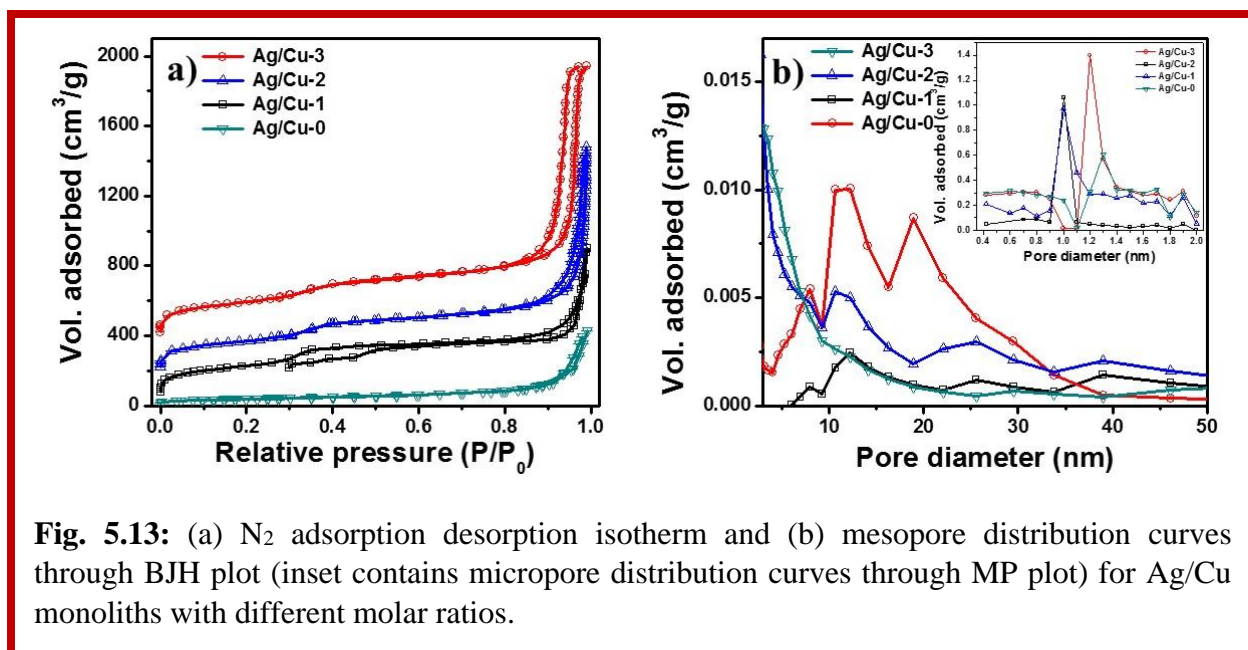 a)
Ag/Cu-3
Ag/Cu-2
Ag/Cu-1
Ag/Cu-0
2000
1600
1200
800
400
0
Vol. adsorbed (cm³/g)
0.0 0.2 0.4 0.6 0.8 1.0
Relative pressure (P/P₀)
b)
Ag/Cu-3
Ag/Cu-2
Ag/Cu-1
Ag/Cu-0
0.015
0.010
0.005
0.000
Vol. adsorbed (cm³/g)
10 20 30 40 50
Pore diameter (nm)
Ag/Cu-3
Ag/Cu-2
Ag/Cu-1
Ag/Cu-0
1.4
1.2
1.0
0.8
0.6
0.4
0.2
0.0
Vol. adsorbed (cm³/g)
0.4 0.6 0.8 1.0 1.2 1.4 1.6 1.8 2.0
Pore diameter (nm)
Fig. 5.13: (a) N₂ adsorption desorption isotherm and (b) mesopore distribution curves
through BJH plot (inset contains micropore distribution curves through MP plot) for Ag/Cu
monoliths with different molar ratios.